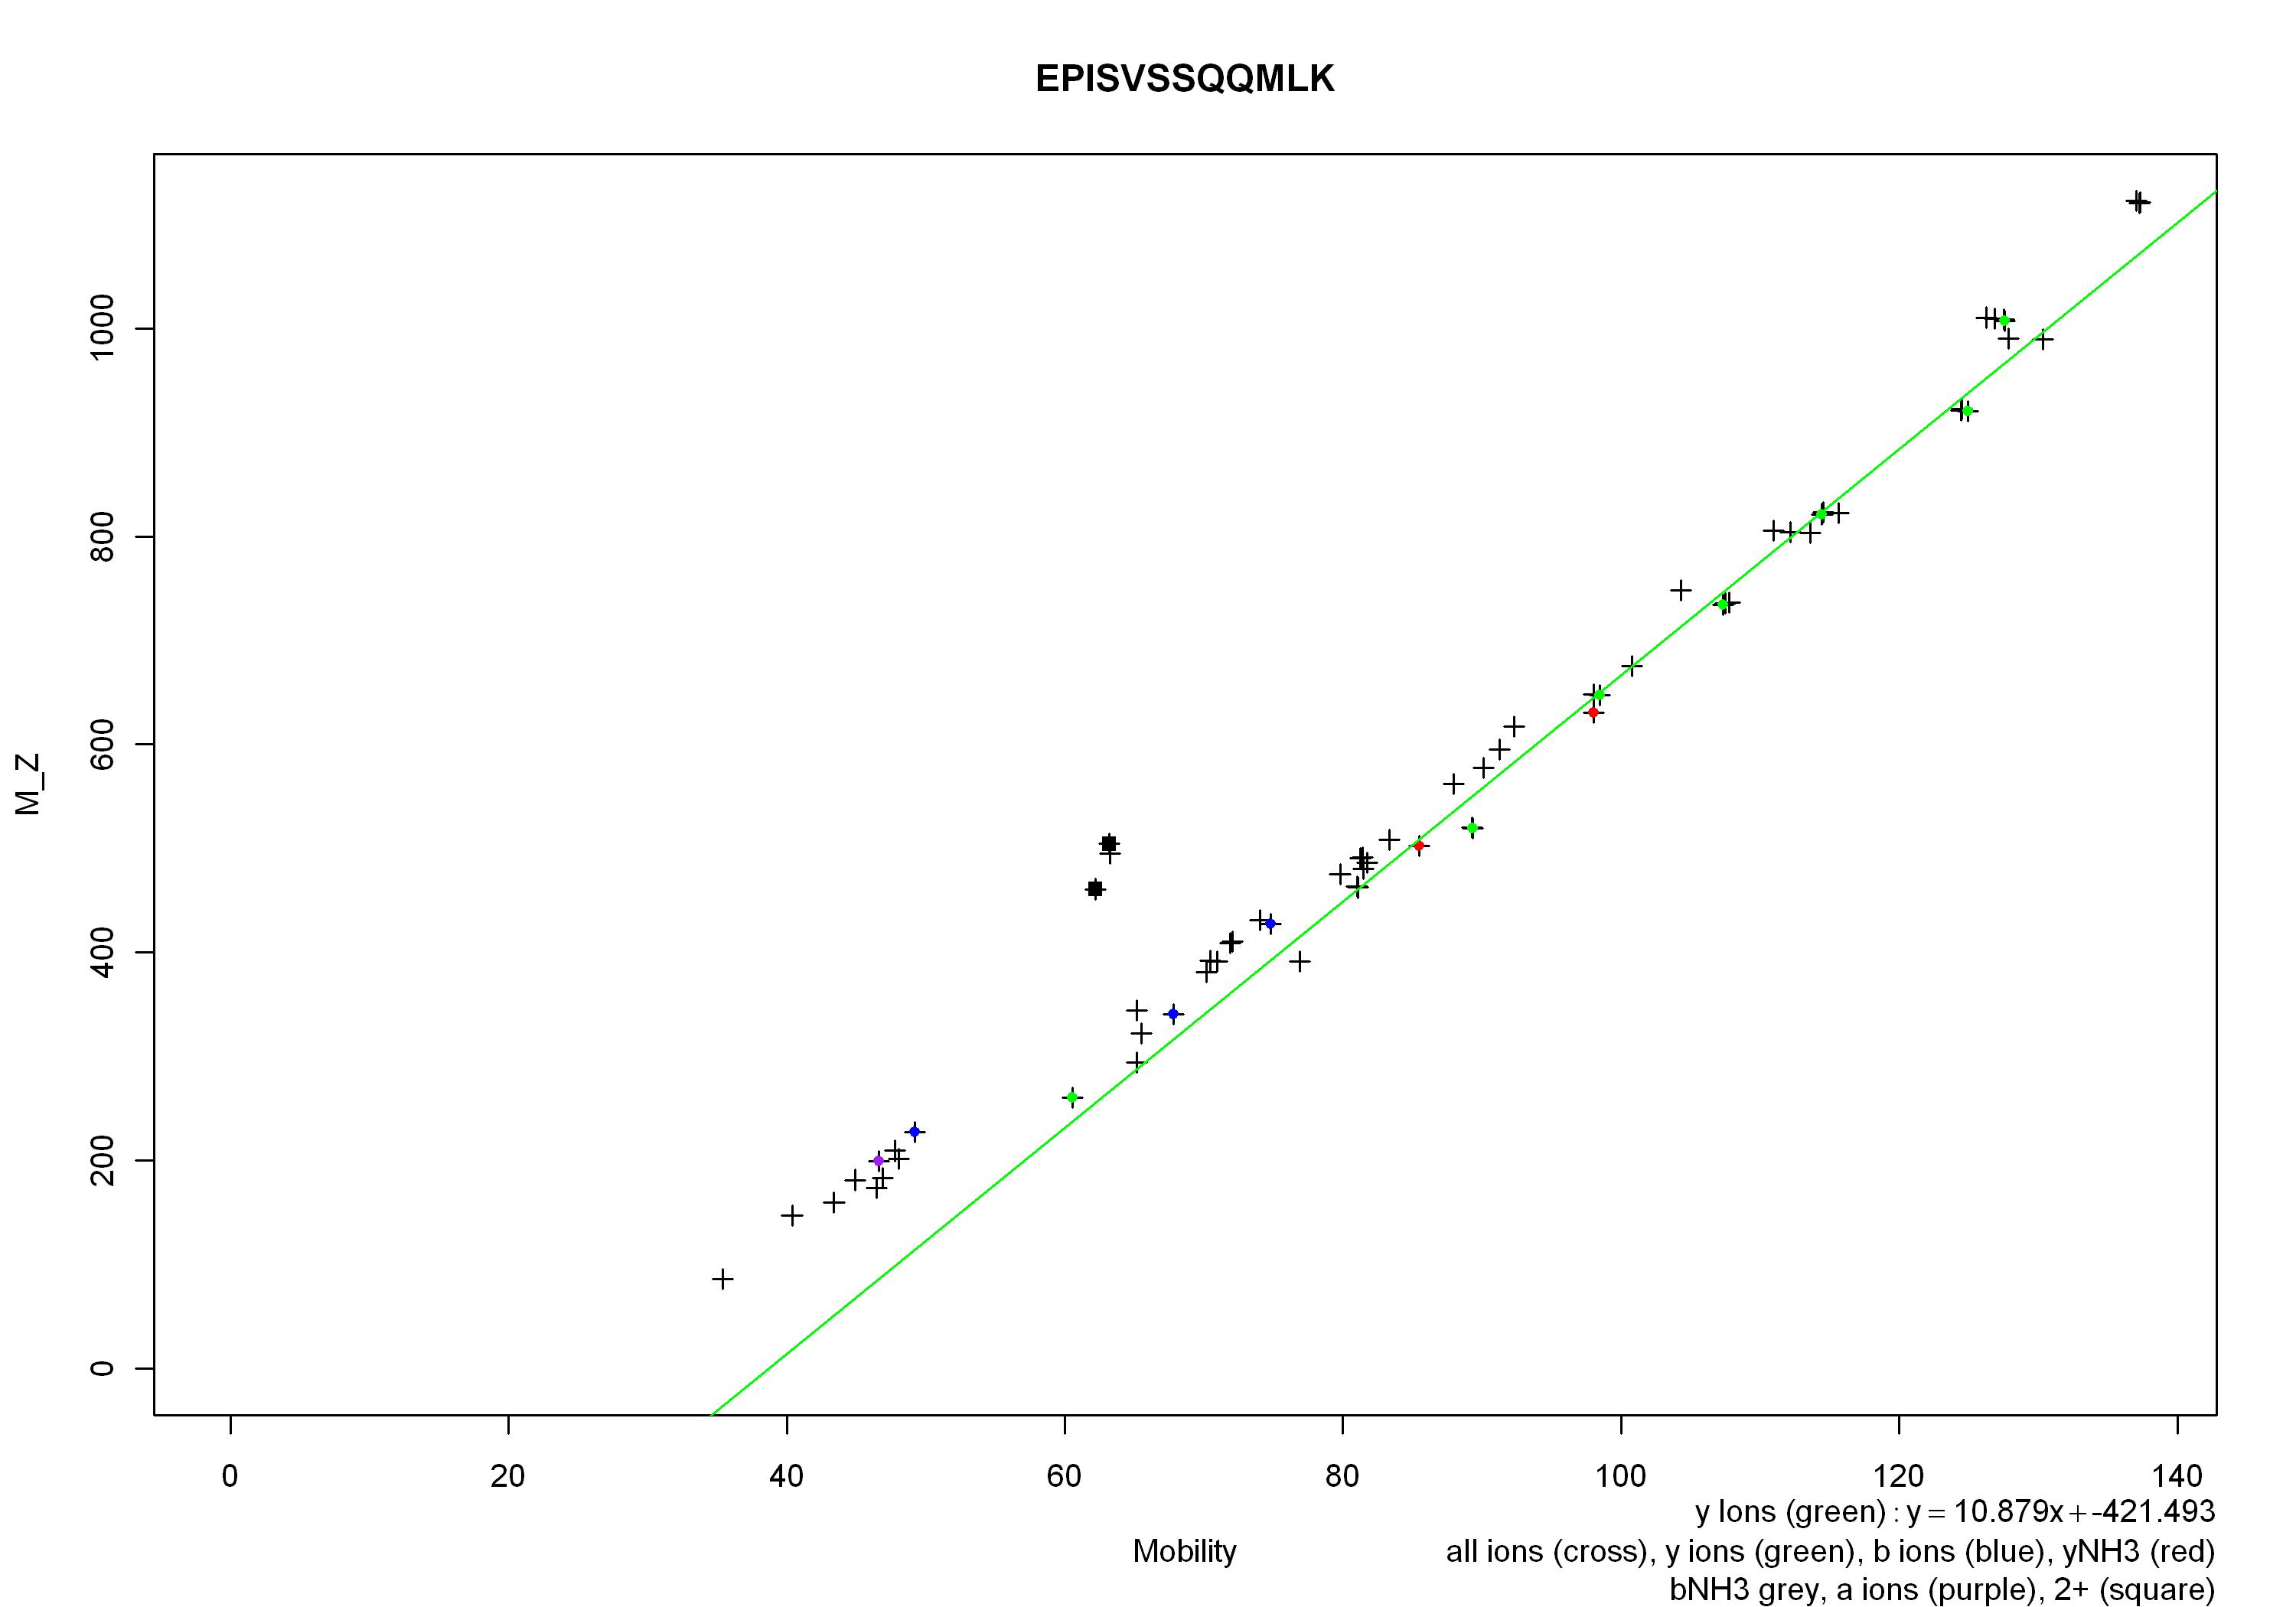 EPISVSSQQMLK
M_Z
1000
800
600
400
200
0
0 20 40 60 80 100 120 140
y Ions (green) : y = 10.879x + -421.493
Mobility
all ions (cross), y ions (green), b ions (blue), yNH3 (red)
bNH3 grey, a ions (purple), 2+ (square)